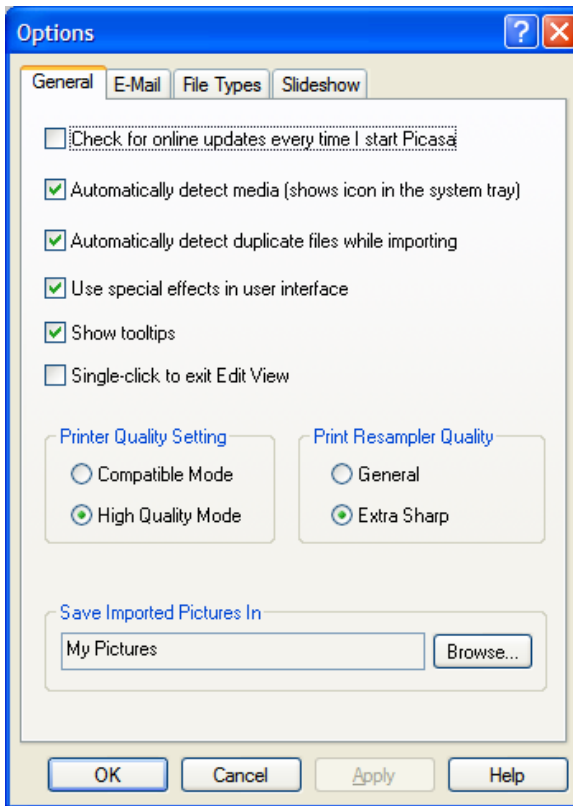 Options
General E-Mail File Types Slideshow
Check for online updates every time I start Picasa
Automatically detect media (shows icon in the system tray)
Automatically detect duplicate files while importing
Use special effects in user interface
Show tooltips
Single-click to exit Edit View
Printer Quality Setting Print Resampler Quality
Compatible Mode General
High Quality Mode Extra Sharp
Save Imported Pictures In
My Pictures Browse...
OK Cancel Apply Help